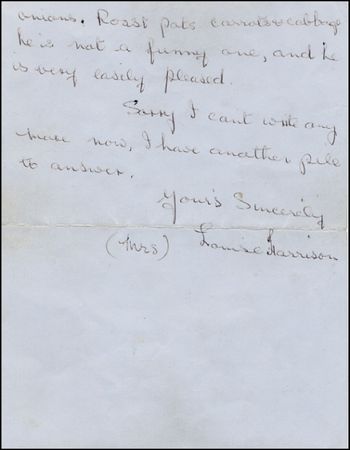 onions. Roast pots carrots & cabbage
he is not a funny one, and he
is very easily pleased.
Sorry I cant write any
more now, I have another pile
to answer.
Your's Sincerely
(Mrs) Louise Harrison